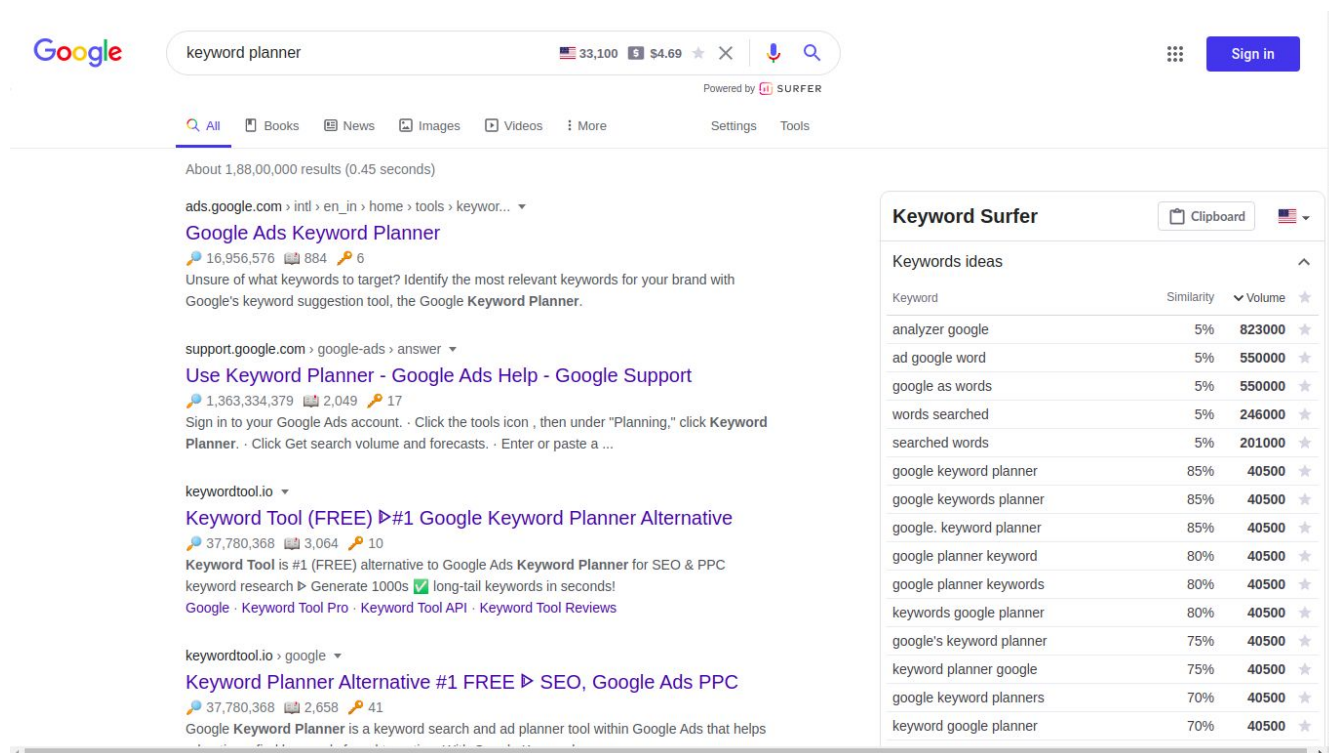 Google
keyword planner 33,100 $ $4.69
Sign in
Powered by SURFER
All Books News Images Videos More Settings Tools
About 1,88,00,000 results (0.45 seconds)
ads.google.com › intl › en_in › home › tools › keywor...
Google Ads Keyword Planner
16,956,576 884 6
Unsure of what keywords to target? Identify the most relevant keywords for your brand with
Google's keyword suggestion tool, the Google Keyword Planner.
support.google.com › google-ads › answer
Use Keyword Planner - Google Ads Help - Google Support
1,363,334,379 2,049 17
Sign in to your Google Ads account. · Click the tools icon , then under "Planning," click Keyword
Planner. · Click Get search volume and forecasts. · Enter or paste a ...
keywordtool.io
Keyword Tool (FREE) ᐈ#1 Google Keyword Planner Alternative
37,780,368 3,064 10
Keyword Tool is #1 (FREE) alternative to Google Ads Keyword Planner for SEO & PPC
keyword research ᐈ Generate 1000s ✅ long-tail keywords in seconds!
Google · Keyword Tool Pro · Keyword Tool API · Keyword Tool Reviews
keywordtool.io › google
Keyword Planner Alternative #1 FREE ᐈ SEO, Google Ads PPC
37,780,368 2,658 41
Google Keyword Planner is a keyword search and ad planner tool within Google Ads that helps
Keyword Surfer Clipboard
Keywords ideas
Keyword Similarity Volume
analyzer google 5% 823000
ad google word 5% 550000
google as words 5% 550000
words searched 5% 246000
searched words 5% 201000
google keyword planner 85% 40500
google keywords planner 85% 40500
google. keyword planner 85% 40500
google planner keyword 80% 40500
google planner keywords 80% 40500
keywords google planner 80% 40500
google's keyword planner 75% 40500
keyword planner google 75% 40500
google keyword planners 70% 40500
keyword google planner 70% 40500